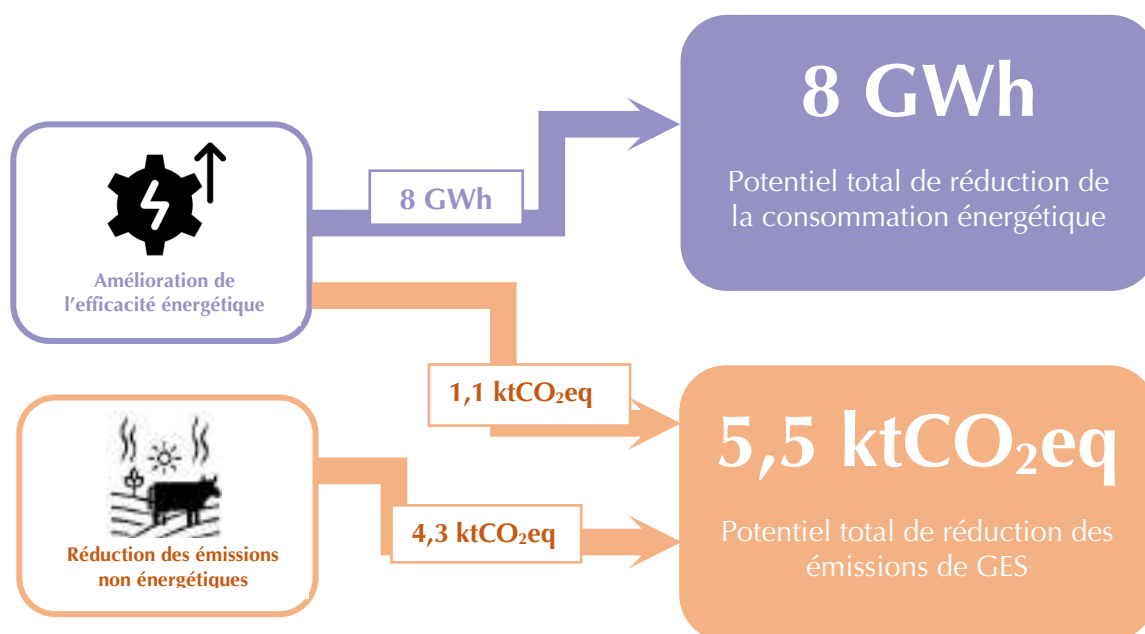 8 GWh
Potentiel total de réduction de
la consommation énergétique
8 GWh
Amélioration de
l'efficacité énergétique
1,1 ktCO₂eq
5,5 ktCO₂eq
Potentiel total de réduction des
émissions de GES
4,3 ktCO₂eq
Réduction des émissions
non énergétiques